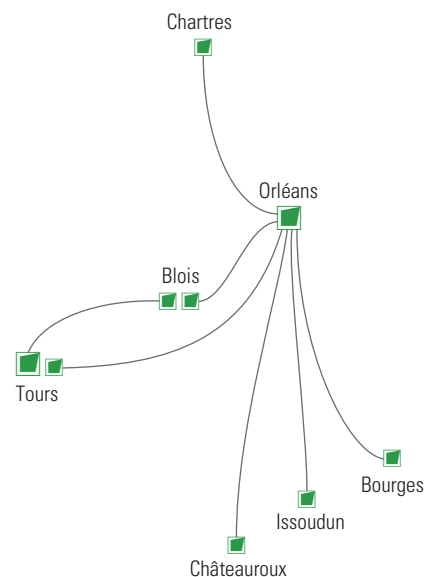 Chartres
Orléans
Blois
Tours
Bourges
Issoudun
Châteauroux